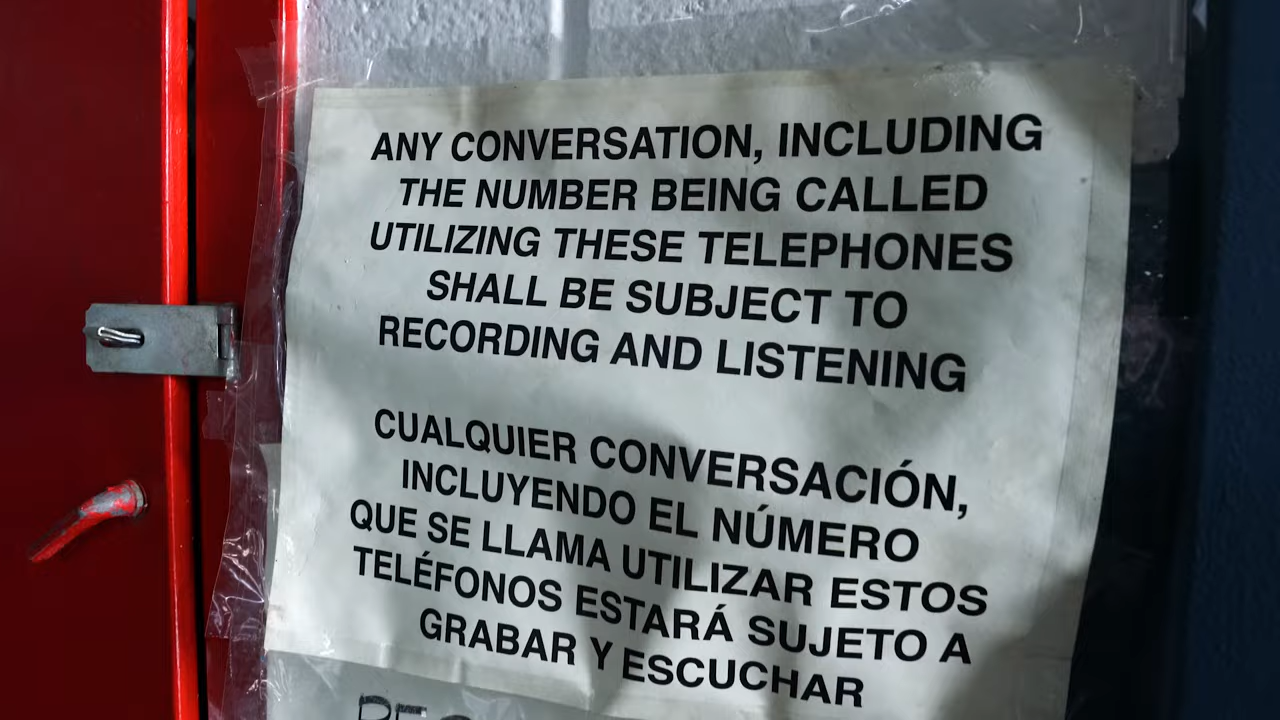 ANY CONVERSATION, INCLUDING
THE NUMBER BEING CALLED
UTILIZING THESE TELEPHONES
SHALL BE SUBJECT TO
RECORDING AND LISTENING
CUALQUIER CONVERSACIÓN,
INCLUYENDO EL NÚMERO
QUE SE LLAMA UTILIZAR ESTOS
TELÉFONOS ESTARÁ SUJETO A
GRABAR Y ESCUCHAR